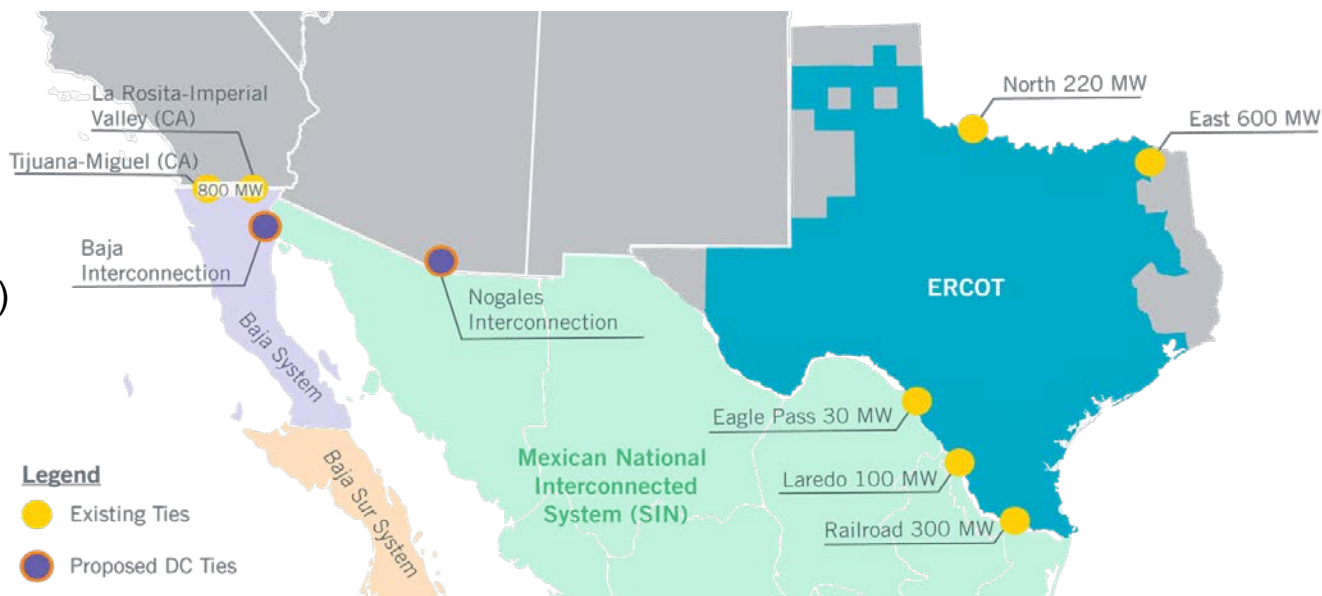 North 220 MW
La Rosita-Imperial
Valley (CA)
East 600 MW
Tijuana-Miguel (CA)
800 MW
Baja
Interconnection
Nogales
Interconnection
ERCOT
)
Baja System
Eagle Pass 30 MW
Mexican National
Interconnected
System (SIN)
Laredo 100 MW
Railroad 300 MW
Baja Sur System
Legend
Existing Ties
Proposed DC Ties